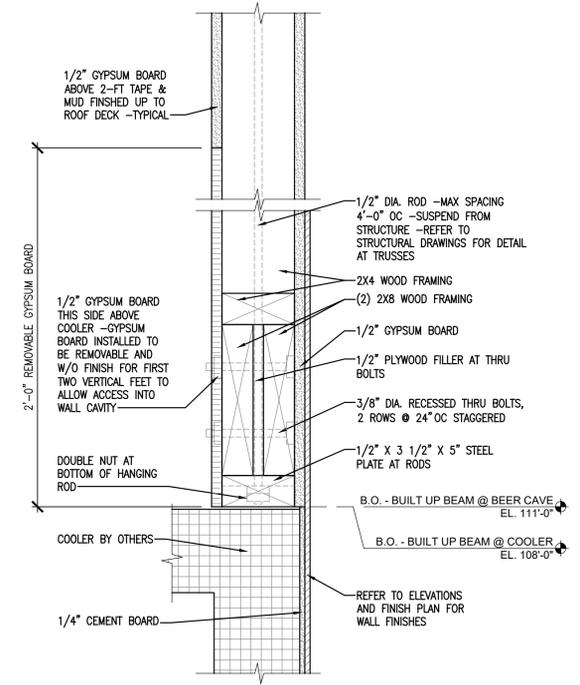 1/2" GYPSUM BOARD
ABOVE 2-FT TAPE &
MUD FINSHED UP TO
ROOF DECK -TYPICAL
2'-0" REMOVABLE GYPSUM BOARD
1/2" GYPSUM BOARD
THIS SIDE ABOVE
COOLER -GYPSUM
BOARD INSTALLED TO
BE REMOVABLE AND
W/O FINISH FOR FIRST
TWO VERTICAL FEET TO
ALLOW ACCESS INTO
WALL CAVITY
DOUBLE NUT AT
BOTTOM OF HANGING
ROD
COOLER BY OTHERS
1/4" CEMENT BOARD
1/2" DIA. ROD -MAX SPACING
4'-0" OC -SUSPEND FROM
STRUCTURE -REFER TO
STRUCTURAL DRAWINGS FOR DETAIL
AT TRUSSES
2X4 WOOD FRAMING
(2) 2X8 WOOD FRAMING
1/2" GYPSUM BOARD
1/2" PLYWOOD FILLER AT THRU
BOLTS
3/8" DIA. RECESSED THRU BOLTS,
2 ROWS @ 24"OC STAGGERED
1/2" X 3 1/2" X 5" STEEL
PLATE AT RODS
B.O. - BUILT UP BEAM @ BEER CAVE
EL. 111'-0"
B.O. - BUILT UP BEAM @ COOLER
EL. 108'-0"
REFER TO ELEVATIONS
AND FINISH PLAN FOR
WALL FINISHES